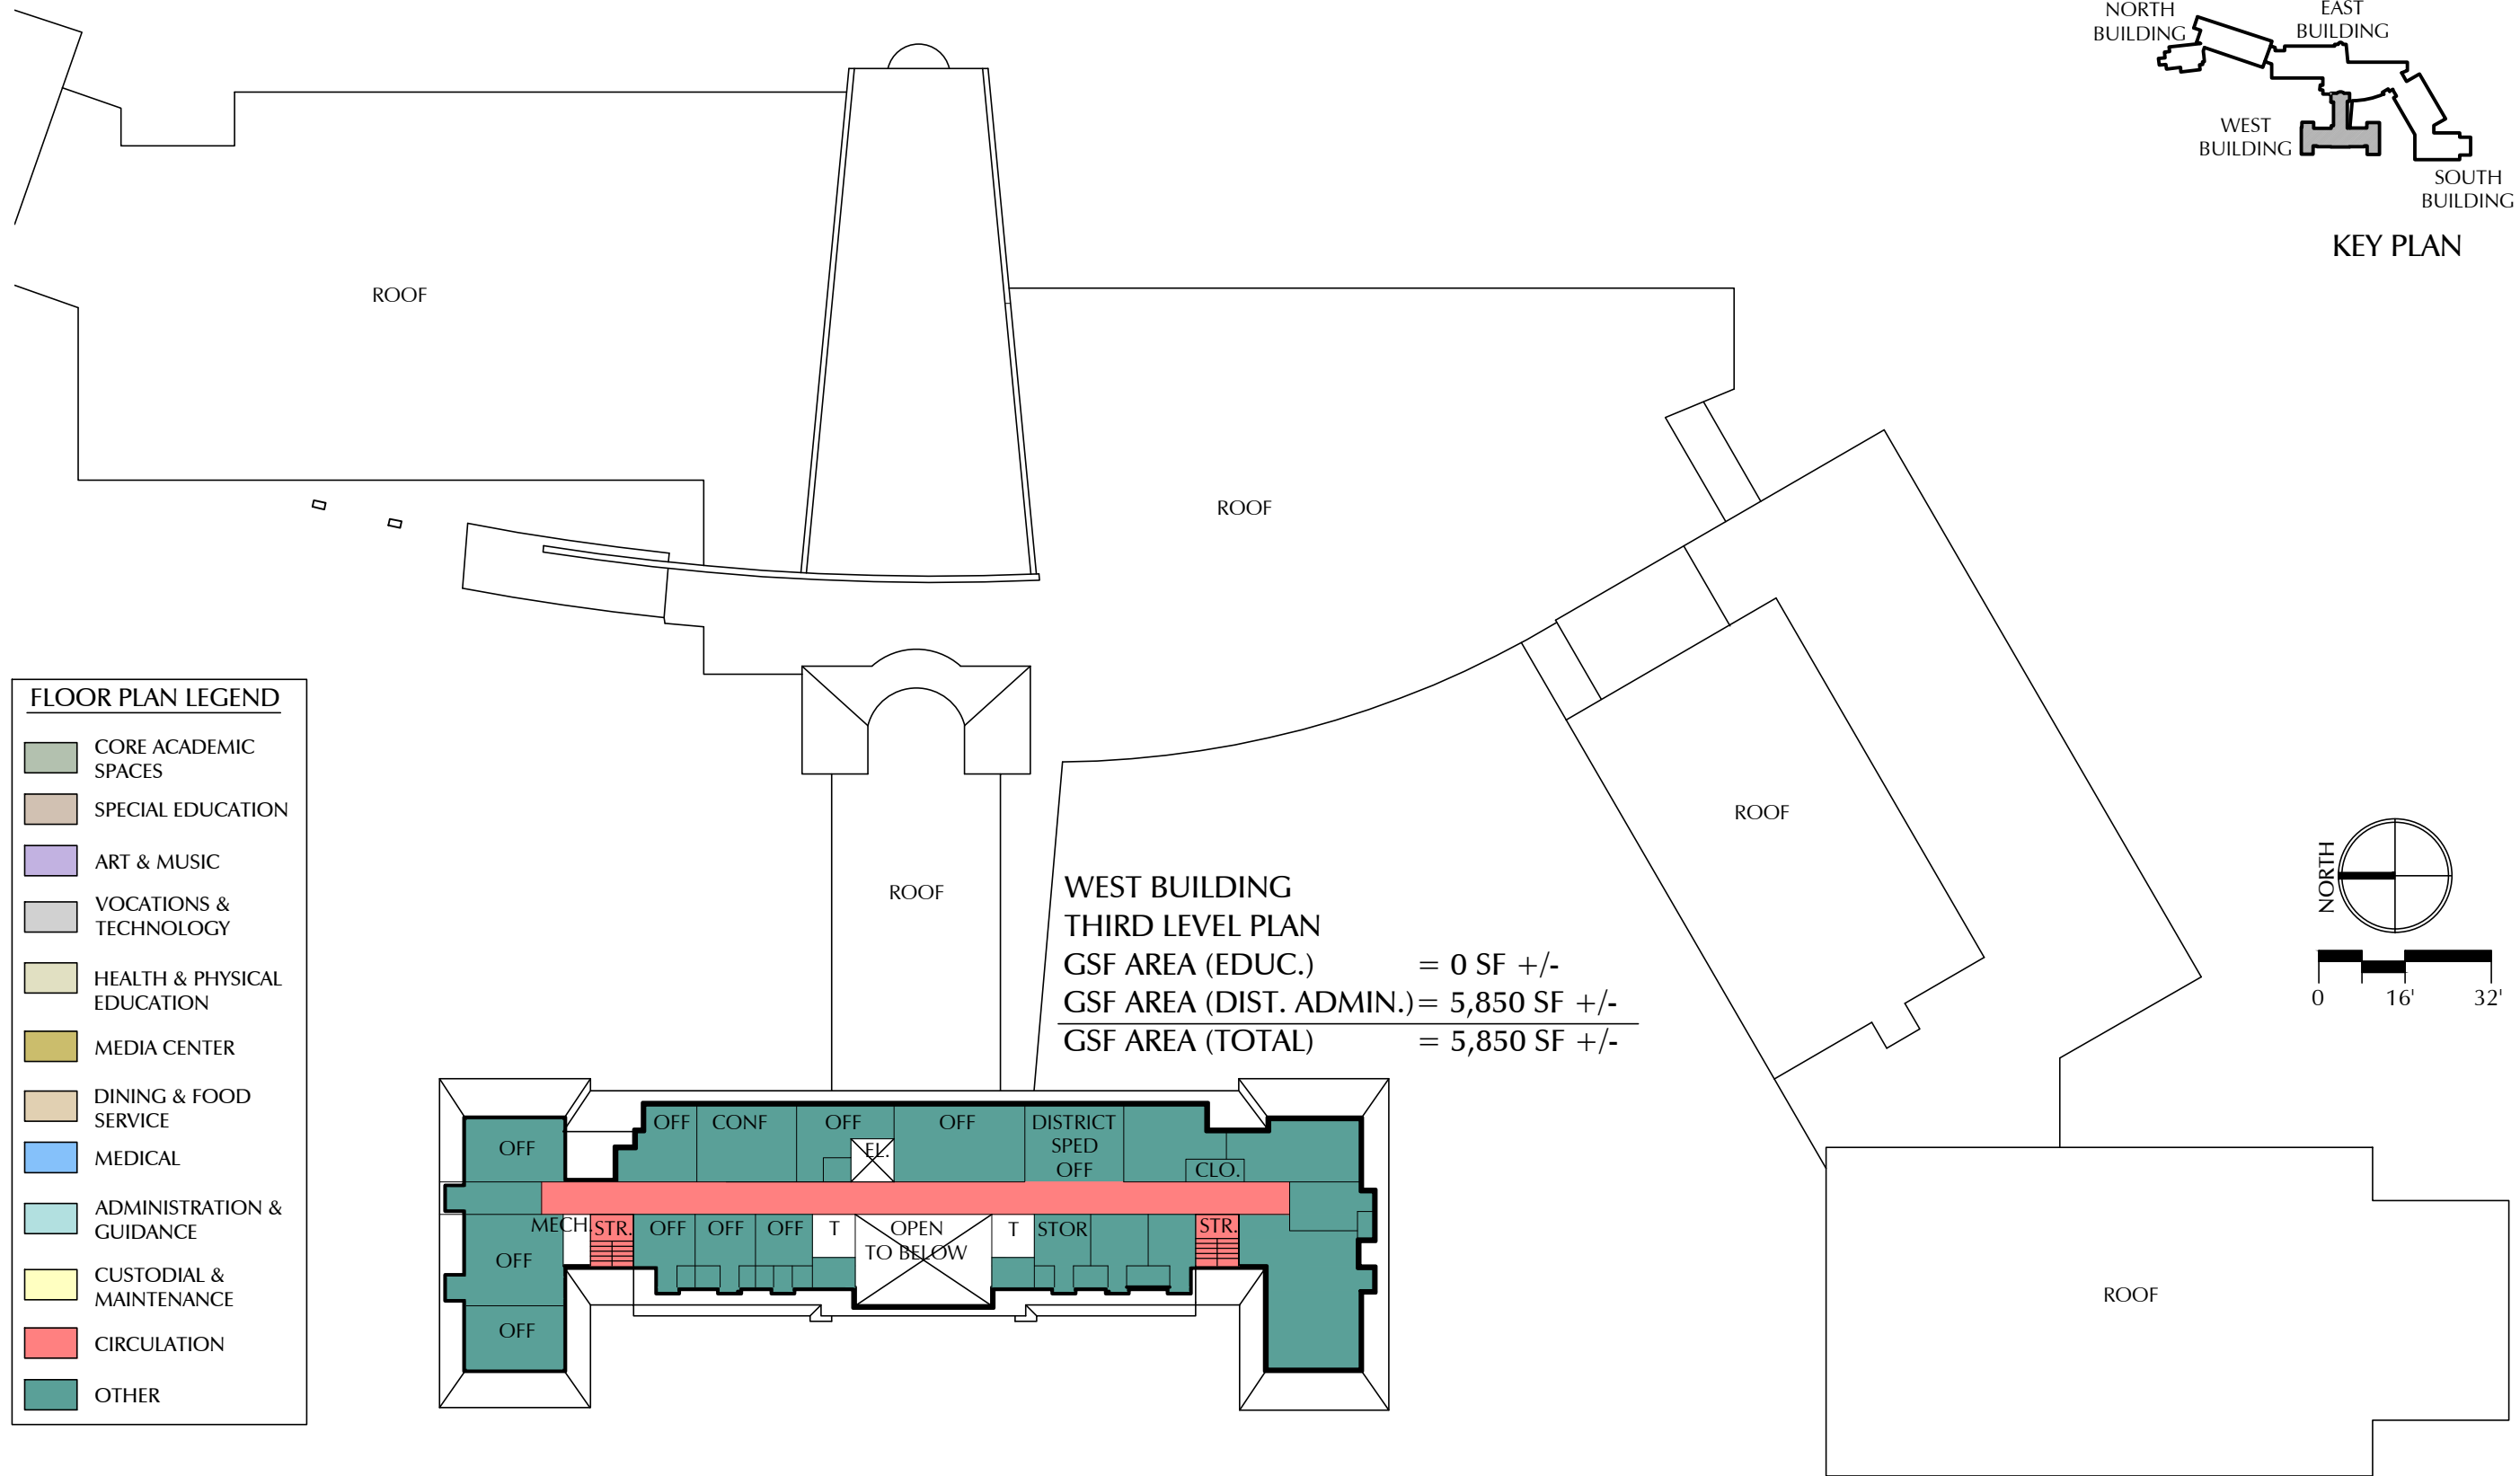 NORTH
BUILDING
EAST
BUILDING
WEST
BUILDING
SOUTH
BUILDING
KEY PLAN
ROOF
ROOF
ROOF
ROOF
ROOF
FLOOR PLAN LEGEND
CORE ACADEMIC
SPACES
SPECIAL EDUCATION
ART & MUSIC
VOCATIONS &
TECHNOLOGY
HEALTH & PHYSICAL
EDUCATION
MEDIA CENTER
DINING & FOOD
SERVICE
MEDICAL
ADMINISTRATION &
GUIDANCE
CUSTODIAL &
MAINTENANCE
CIRCULATION
OTHER
WEST BUILDING
THIRD LEVEL PLAN
GSF AREA (EDUC.) = 0 SF +/-
GSF AREA (DIST. ADMIN.) = 5,850 SF +/-
GSF AREA (TOTAL) = 5,850 SF +/-
NORTH
0 16' 32'
OFF
OFF
CONF
OFF
EL.
OFF
DISTRICT
SPED
OFF
CLO.
MECH.
STR.
OFF
OFF
OFF
T
OPEN
TO BELOW
T
STOR
STR.
OFF
OFF